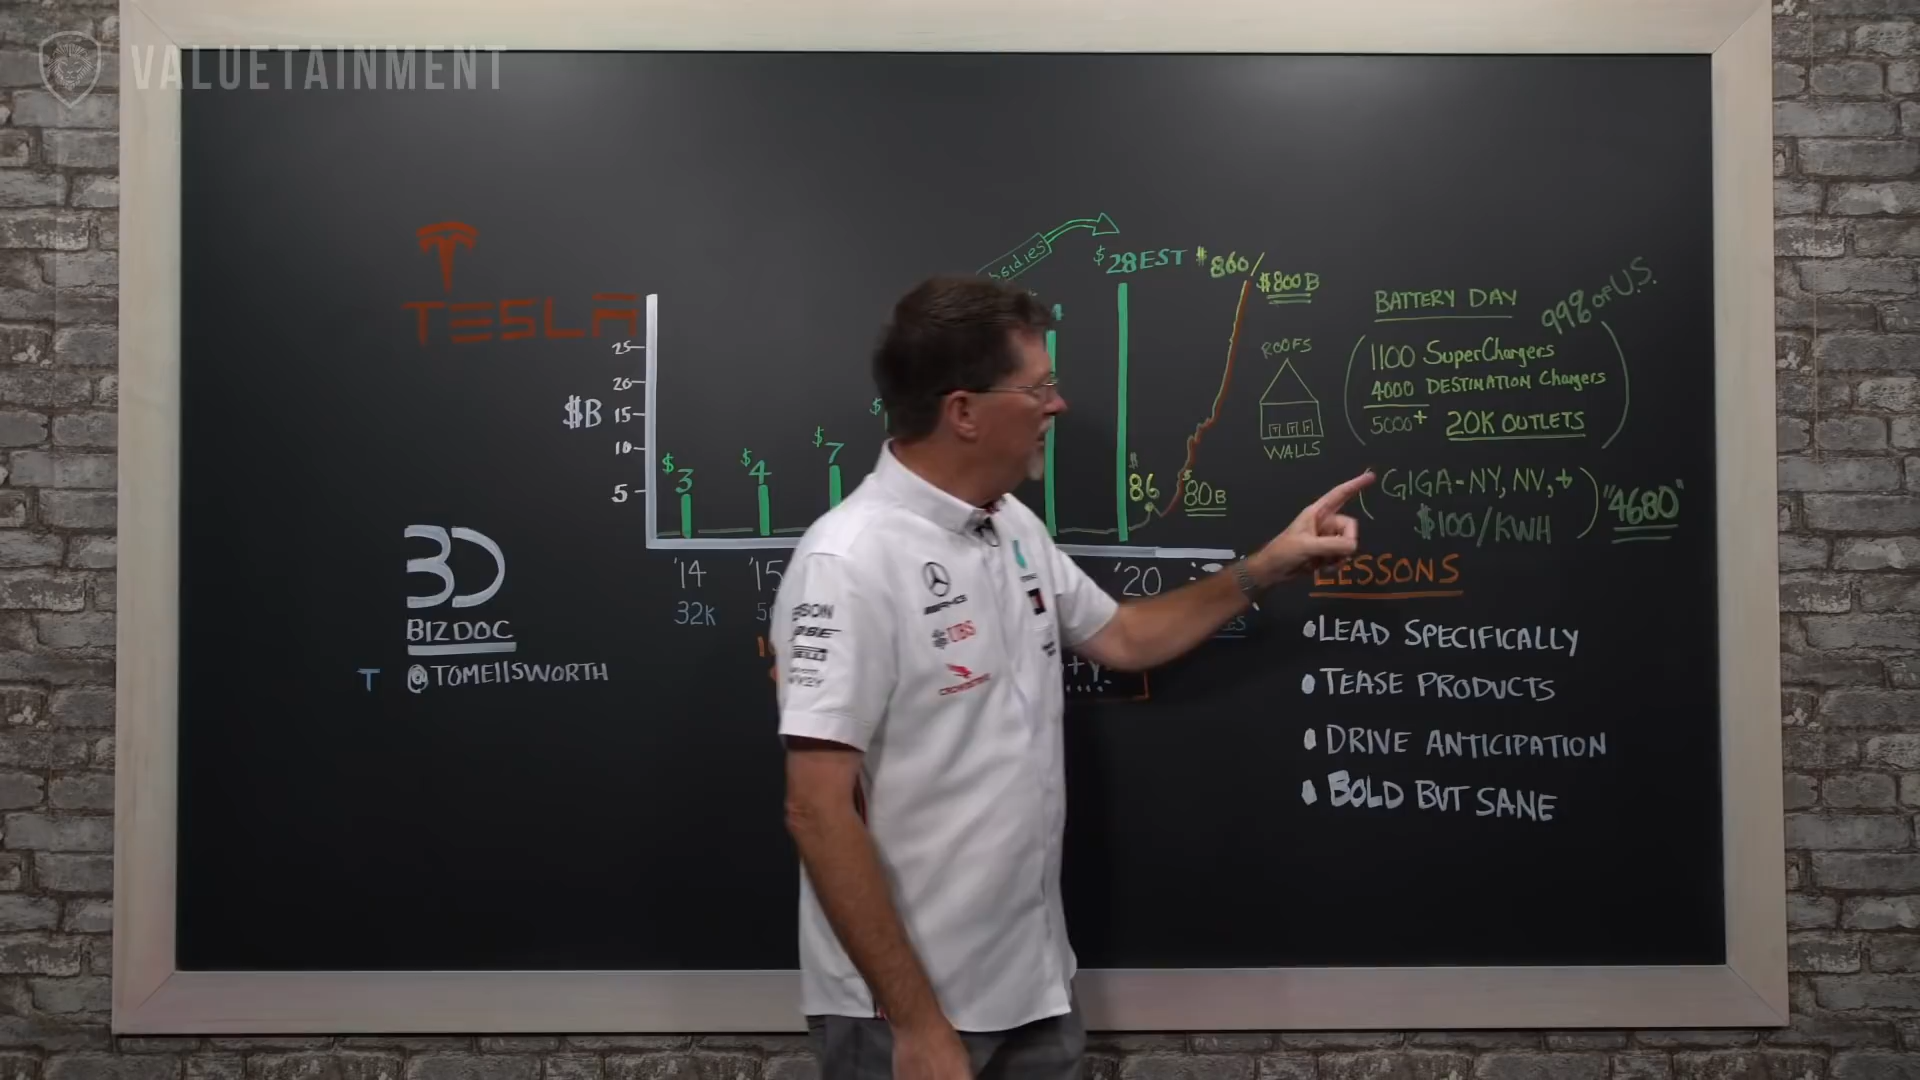 VALUETAINMENT
TESLA
$B
25
20
15
10
5
$3
$4
$7
$
$28 EST
$860/
$800B
$86
$80B
'14
'15
'20
32K
ROOFS
T T T
WALLS
BATTERY DAY
99% OF U.S.
1100 SuperChargers
4000 DESTINATION Chargers
5000+ 20K OUTLETS
(GIGA-NY, NV, +
$100/KWH) "4680"
LESSONS
•LEAD SPECIFICALLY
•TEASE PRODUCTS
•DRIVE ANTICIPATION
•BOLD BUT SANE
BIZDOC
T @TOMEllSWORTH
UBS